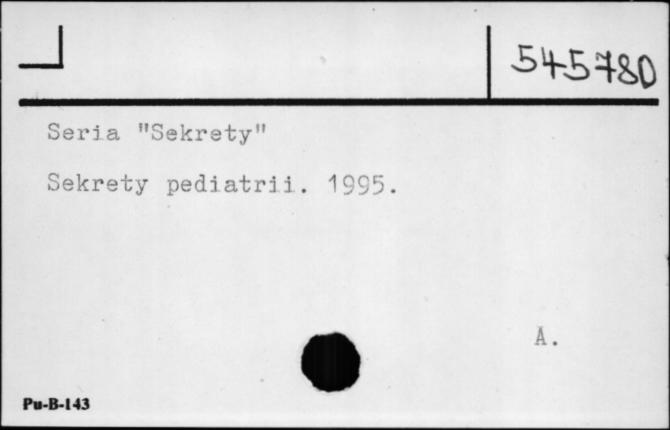 545780
Seria "Sekrety"
Sekrety pediatrii. 1995.
A.
Pu-B-143